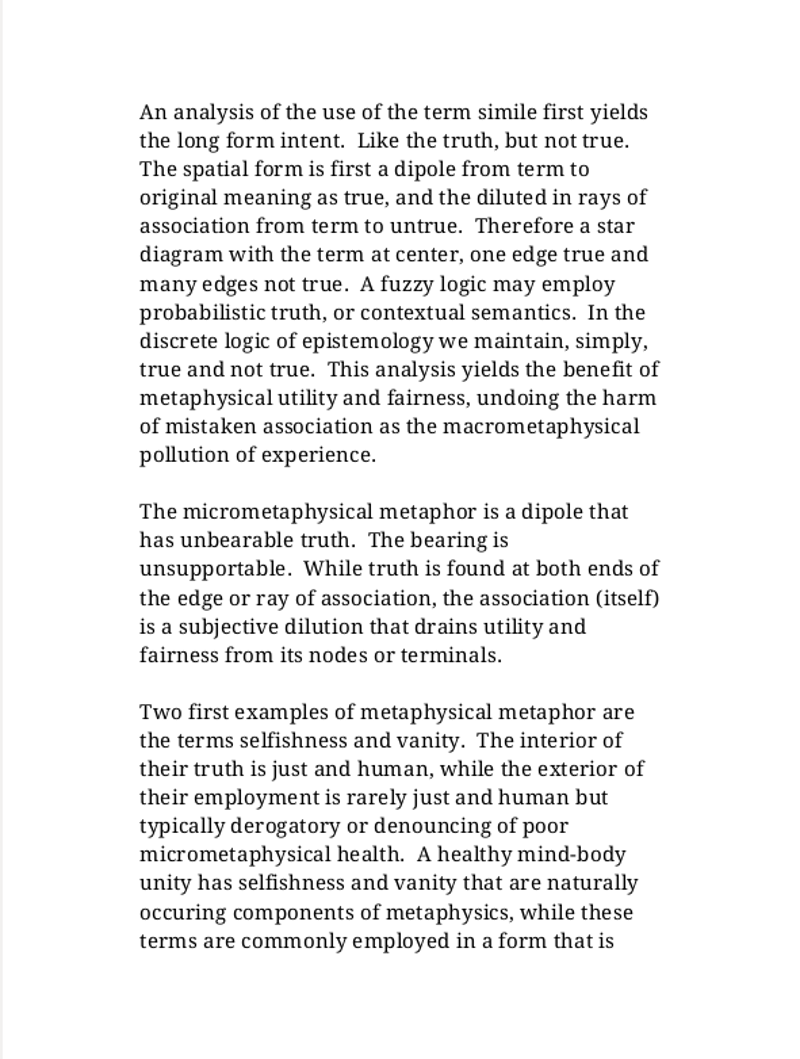 An analysis of the use of the term simile first yields
the long form intent.  Like the truth, but not true.
The spatial form is first a dipole from term to
original meaning as true, and the diluted in rays of
association from term to untrue.  Therefore a star
diagram with the term at center, one edge true and
many edges not true.  A fuzzy logic may employ
probabilistic truth, or contextual semantics.  In the
discrete logic of epistemology we maintain, simply,
true and not true.  This analysis yields the benefit of
metaphysical utility and fairness, undoing the harm
of mistaken association as the macrometaphysical
pollution of experience.

The micrometaphysical metaphor is a dipole that
has unbearable truth.  The bearing is
unsupportable.  While truth is found at both ends of
the edge or ray of association, the association (itself)
is a subjective dilution that drains utility and
fairness from its nodes or terminals.

Two first examples of metaphysical metaphor are
the terms selfishness and vanity.  The interior of
their truth is just and human, while the exterior of
their employment is rarely just and human but
typically derogatory or denouncing of poor
micrometaphysical health.  A healthy mind-body
unity has selfishness and vanity that are naturally
occuring components of metaphysics, while these
terms are commonly employed in a form that is